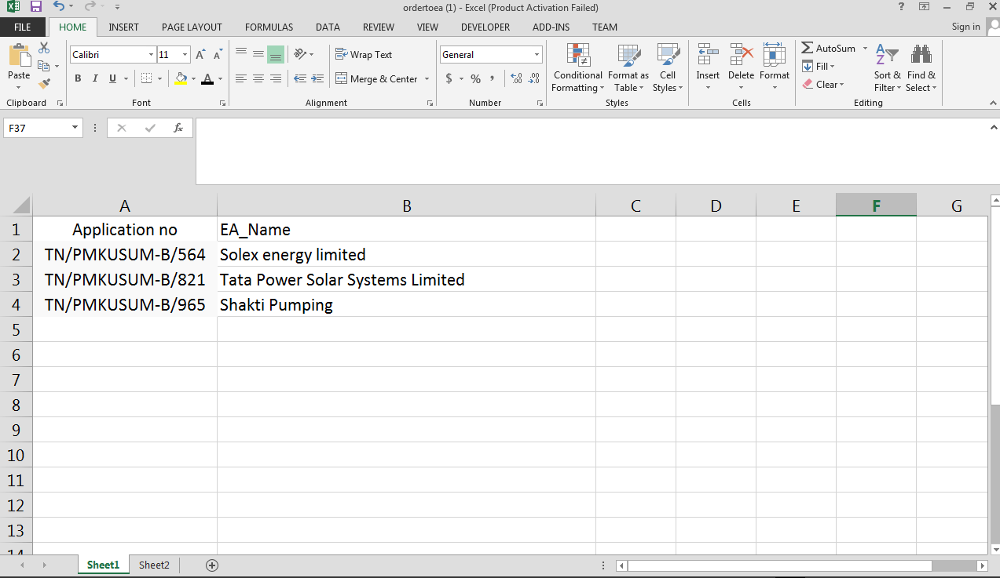 ordertoea (1) - Excel (Product Activation Failed)
FILE HOME INSERT PAGE LAYOUT FORMULAS DATA REVIEW VIEW DEVELOPER ADD-INS TEAM Sign in
Paste
Clipboard
Calibri 11
B I U A
Font
Wrap Text
Merge & Center
Alignment
General
$ % ,
Number
Conditional Formatting
Format as Table
Cell Styles
Styles
Insert Delete Format
Cells
AutoSum
Fill
Clear
Sort & Filter
Find & Select
Editing
F37 fx
A B C D E F G
1 Application no EA_Name
2 TN/PMKUSUM-B/564 Solex energy limited
3 TN/PMKUSUM-B/821 Tata Power Solar Systems Limited
4 TN/PMKUSUM-B/965 Shakti Pumping
5
6
7
8
9
10
11
12
13
14
Sheet1 Sheet2